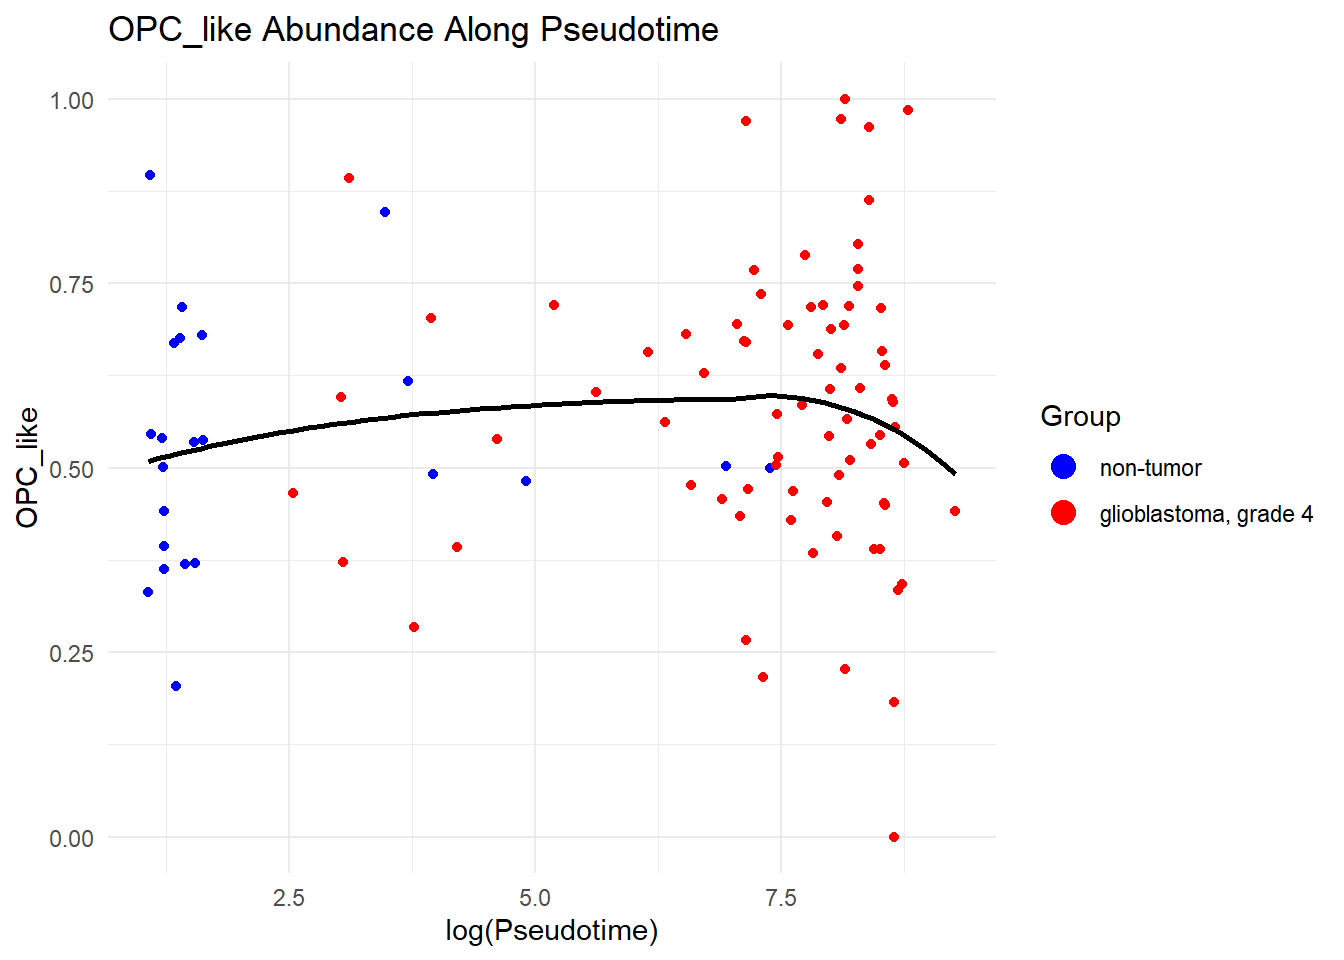 OPC_like Abundance Along Pseudotime
1.00
0.75
0.50
0.25
0.00
OPC_like
2.5
5.0
7.5
log(Pseudotime)
Group
non-tumor
glioblastoma, grade 4